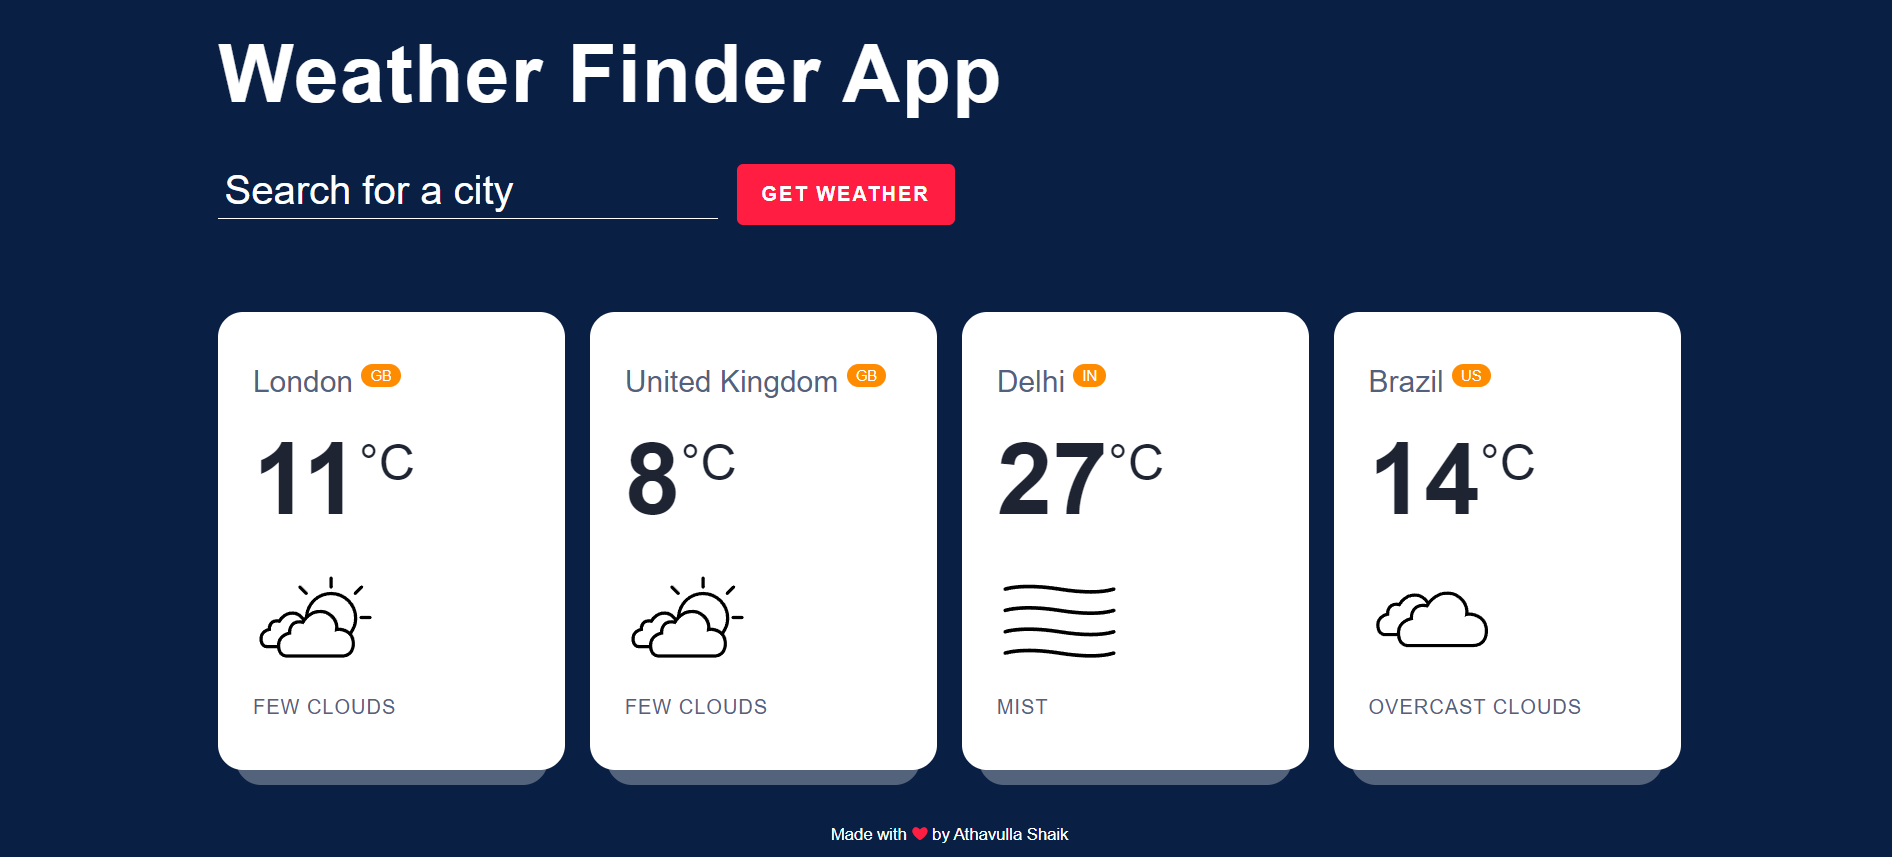 Weather Finder App
Search for a city
GET WEATHER
London GB
11°C
FEW CLOUDS
United Kingdom GB
8°C
FEW CLOUDS
Delhi IN
27°C
MIST
Brazil US
14°C
OVERCAST CLOUDS
Made with ❤ by Athavulla Shaik